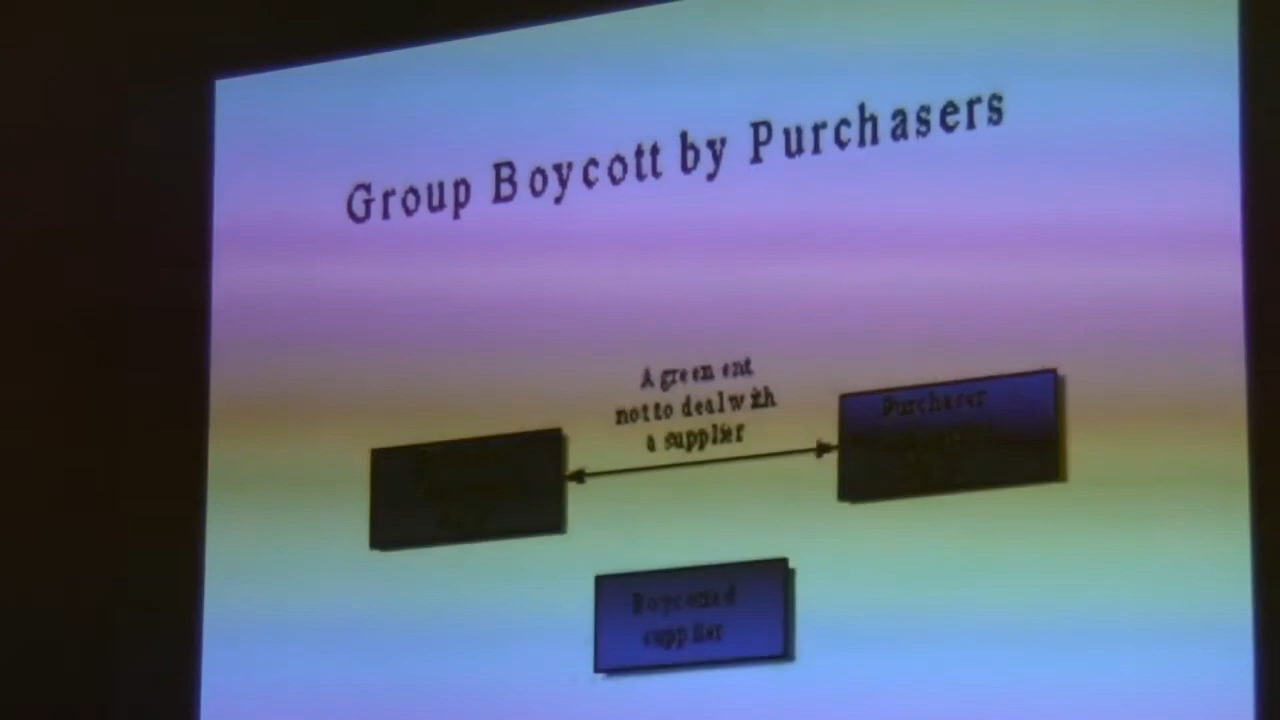 Group Boycott by Purchasers
Agreement
not to deal with
a supplier
Purchaser
Boycotted
supplier